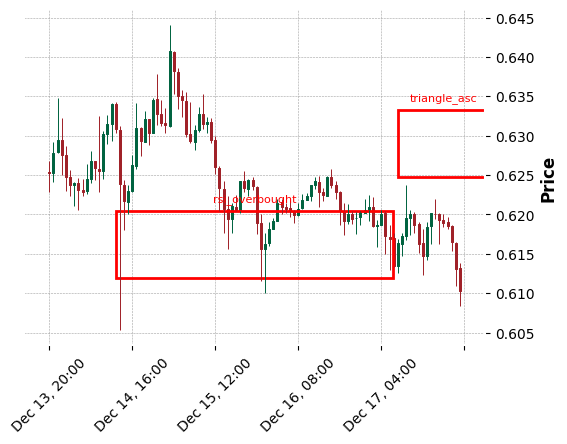 0.645
0.640
0.635
triangle_asc
0.630
0.625
rsi_overbought
0.620
0.615
0.610
0.605
Price
Dec 13, 20:00
Dec 14, 16:00
Dec 15, 12:00
Dec 16, 08:00
Dec 17, 04:00